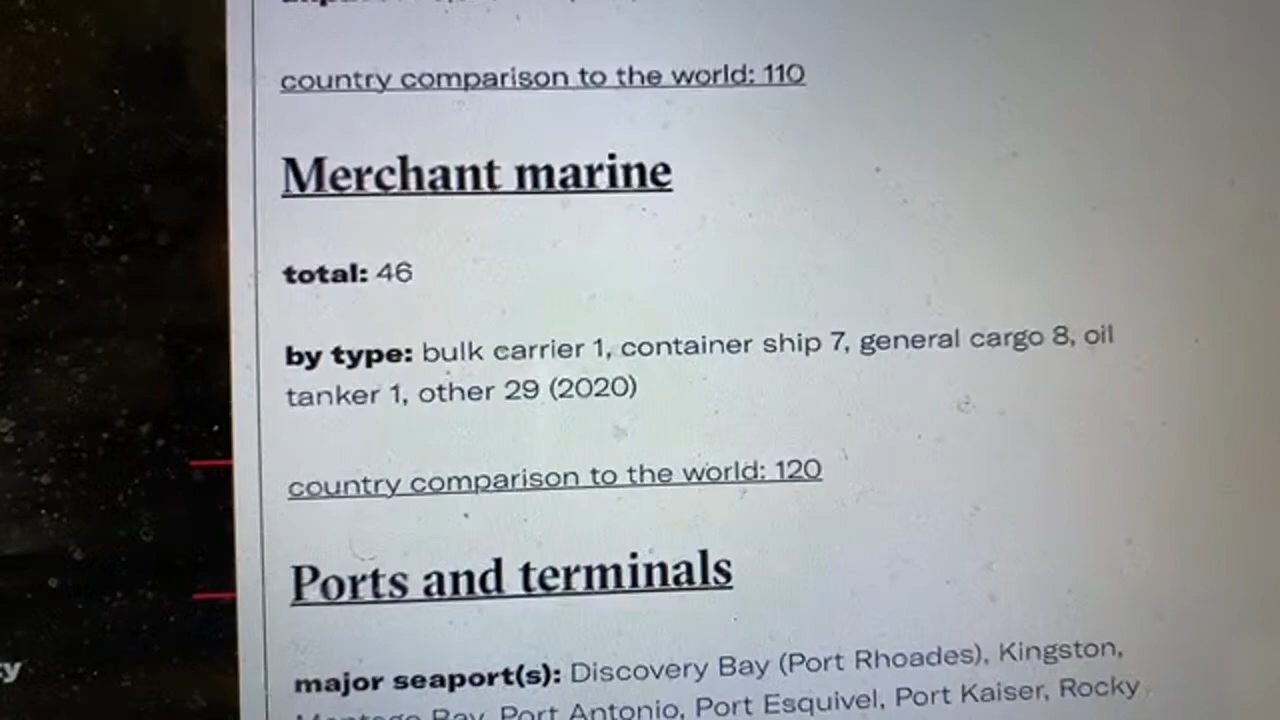 country comparison to the world: 110
Merchant marine
total: 46
by type: bulk carrier 1, container ship 7, general cargo 8, oil
tanker 1, other 29 (2020)
country comparison to the world: 120
Ports and terminals
major seaport(s): Discovery Bay (Port Rhoades), Kingston,
Bay, Port Antonio, Port Esquivel, Port Kaiser, Rocky